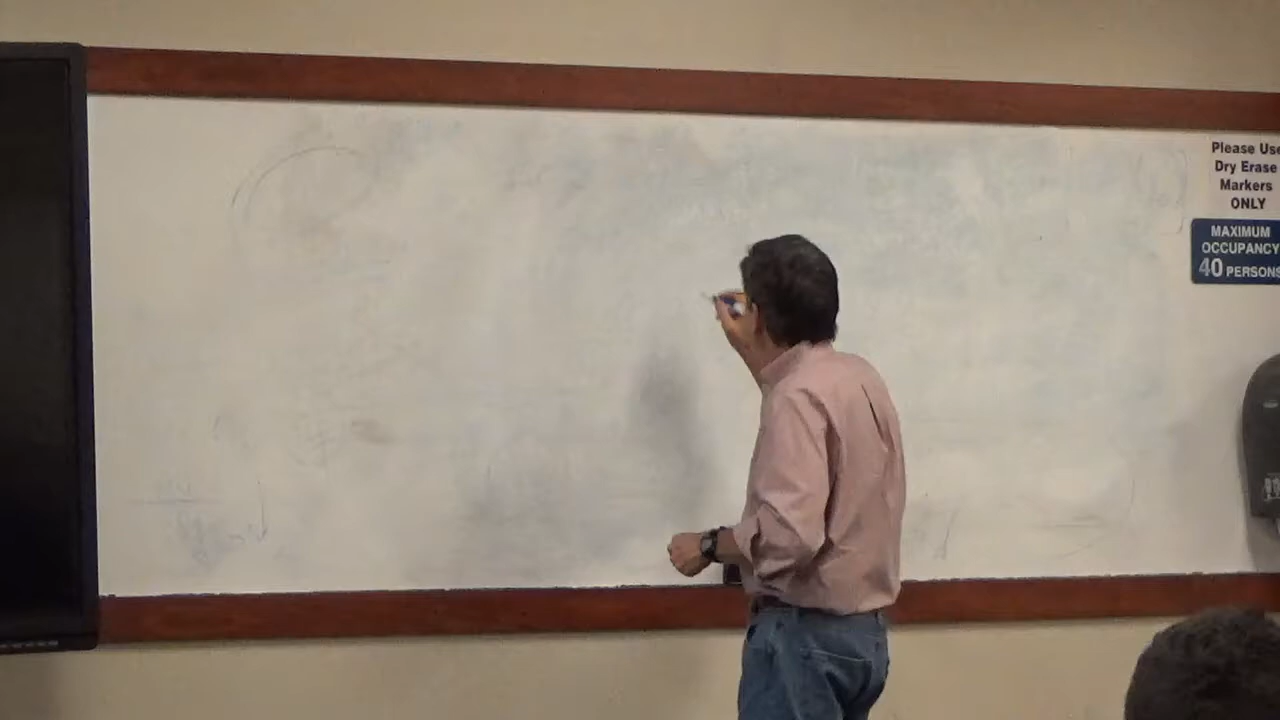 Please Use
Dry Erase
Markers
ONLY
MAXIMUM
OCCUPANCY
40 PERSONS